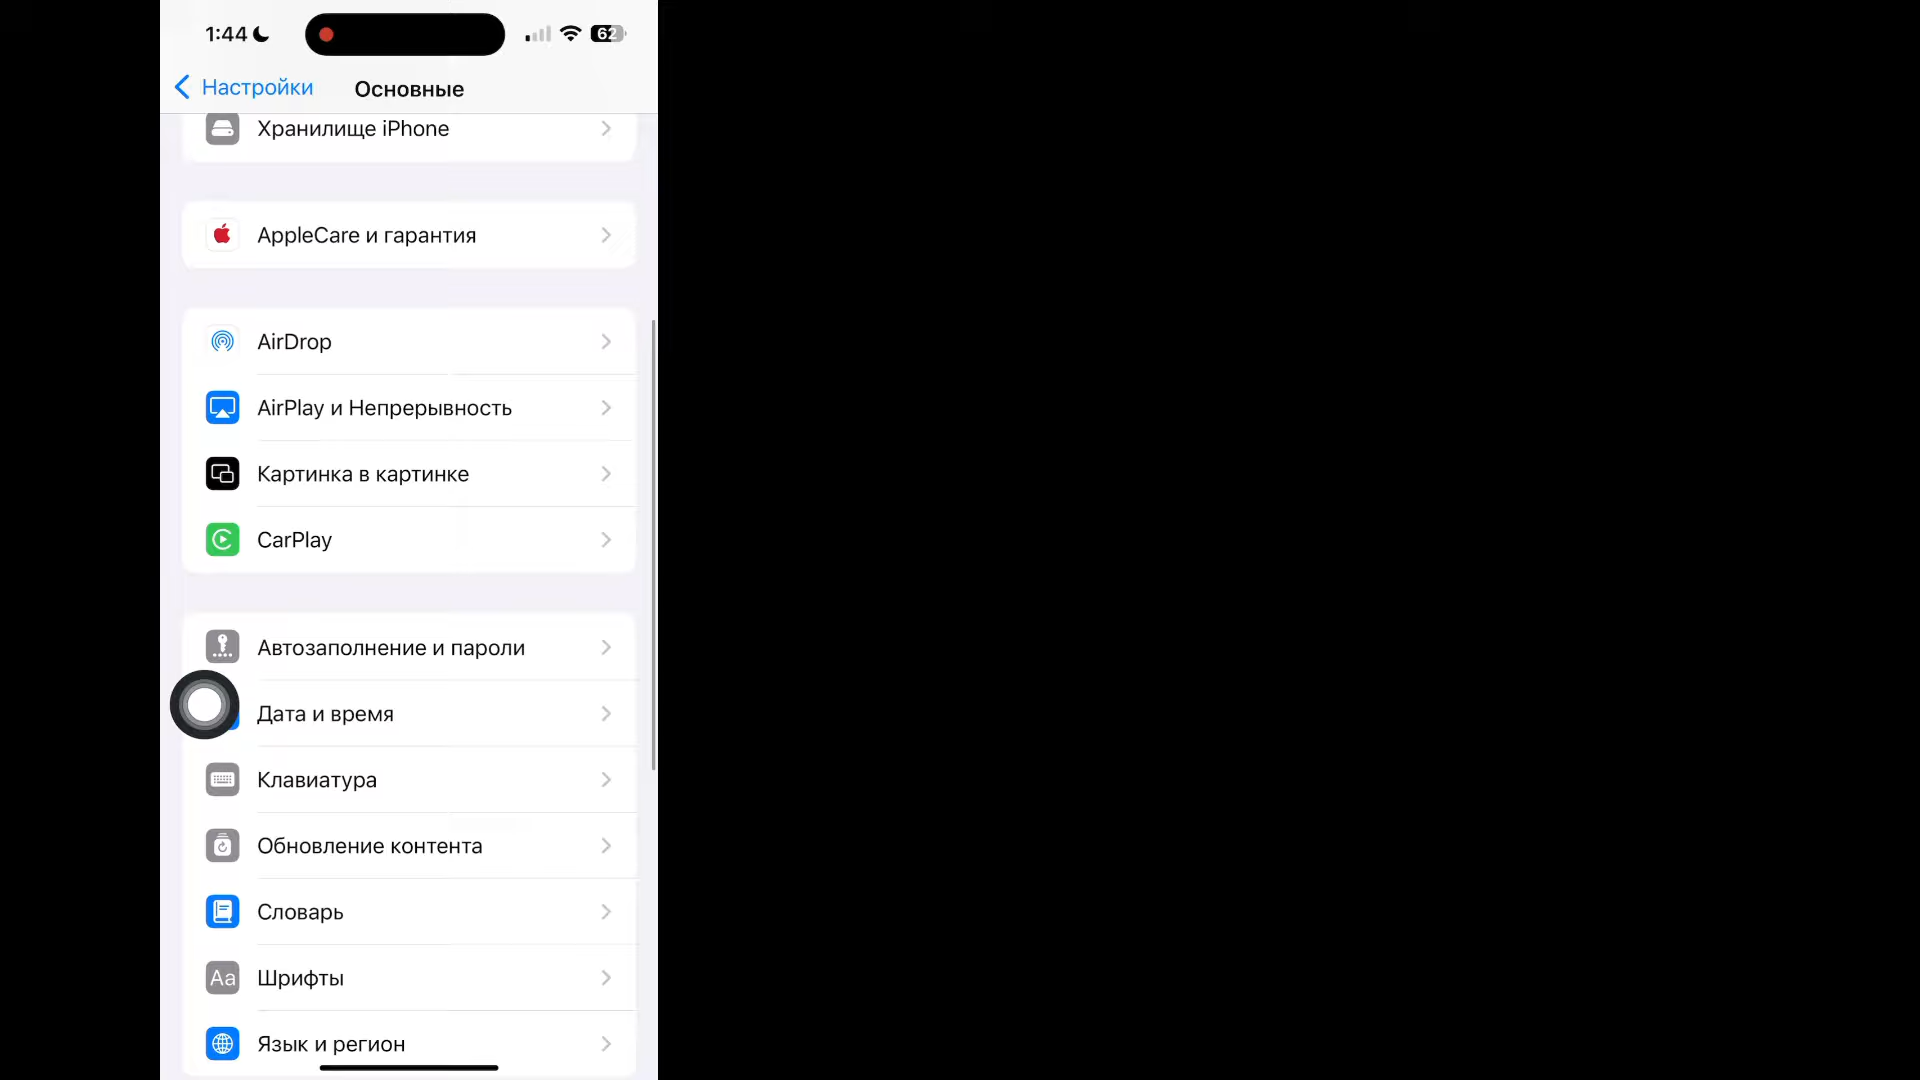 1:44
62
Настройки
Основные
Хранилище iPhone
AppleCare и гарантия
AirDrop
AirPlay и Непрерывность
Картинка в картинке
CarPlay
Автозаполнение и пароли
Дата и время
Клавиатура
Обновление контента
Словарь
Aa
Шрифты
Язык и регион